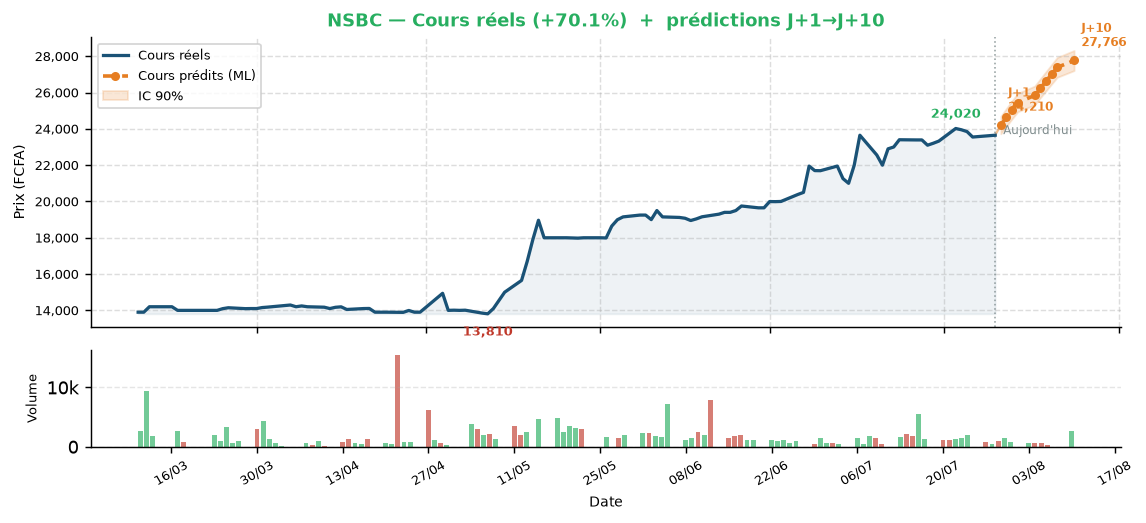 NSBC — Cours réels (+70.1%)  +  prédictions J+1→J+10
J+10
27,766
Cours réels
Cours prédits (ML)
IC 90%
J+1
24,210
24,020
Aujourd'hui
13,810
Prix (FCFA)
28,000
26,000
24,000
22,000
20,000
18,000
16,000
14,000
Volume
10k
0
16/03
30/03
13/04
27/04
11/05
25/05
08/06
22/06
06/07
20/07
03/08
17/08
Date